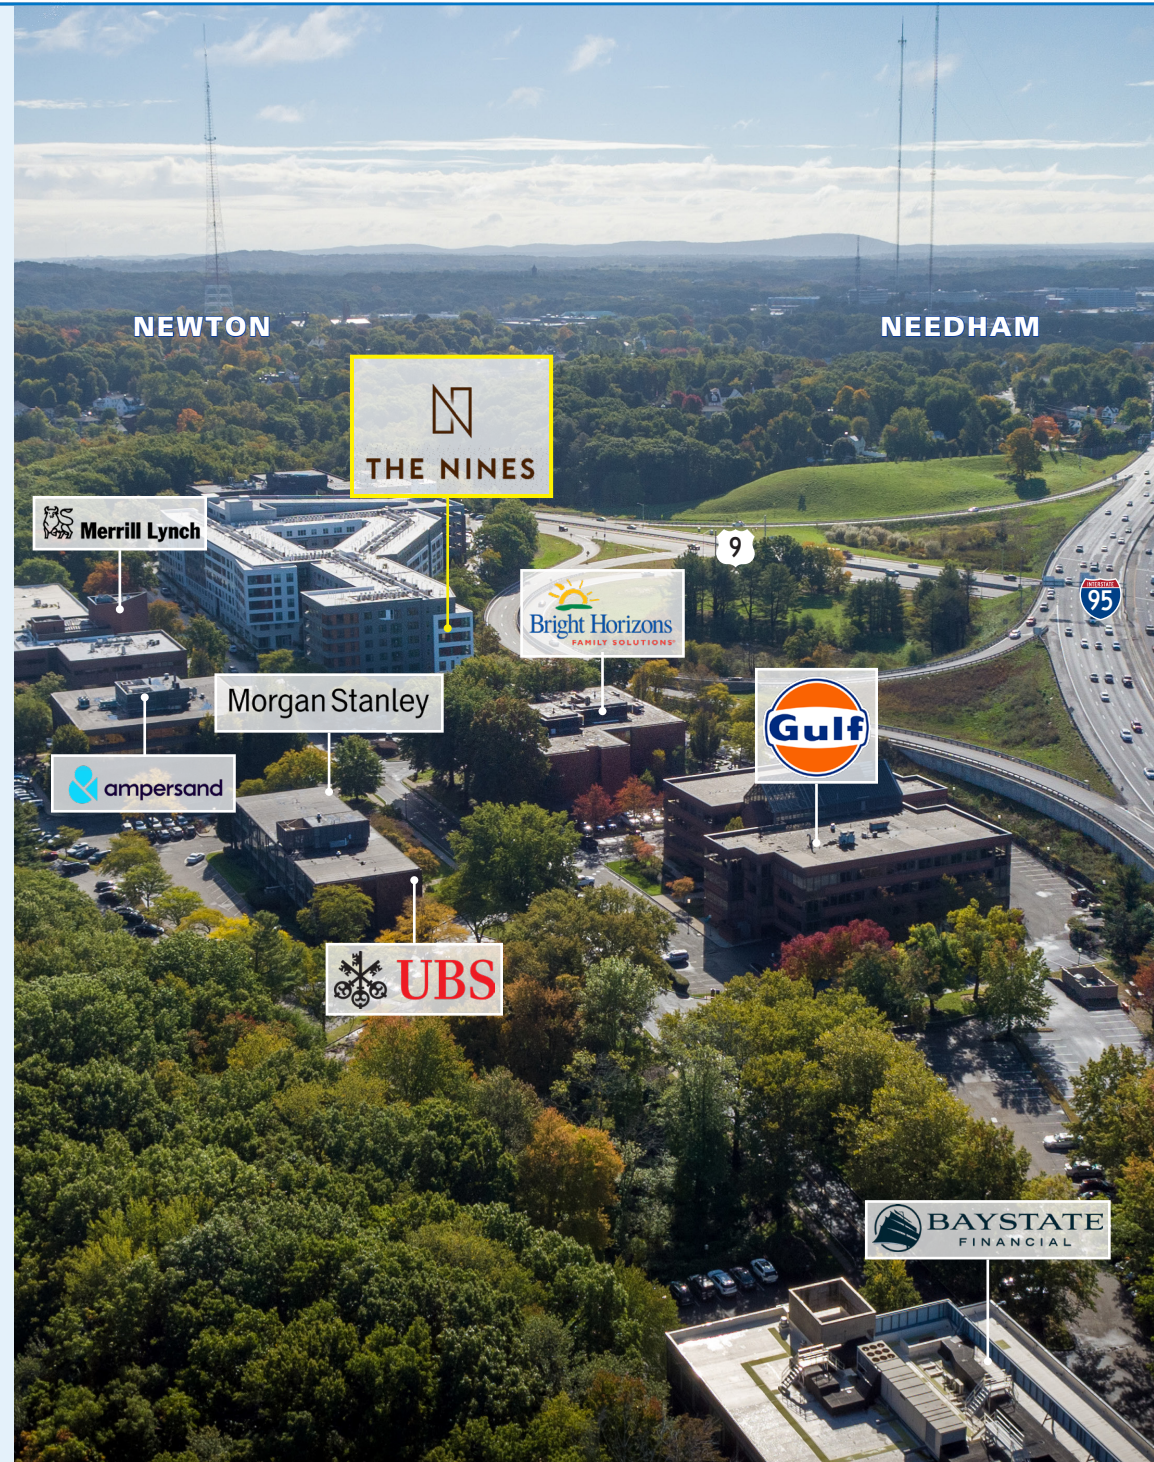 NEWTON
NEEDHAM
THE NINES
Merrill Lynch
9
INTERSTATE
95
Bright Horizons
FAMILY SOLUTIONS
Morgan Stanley
Gulf
ampersand
UBS
BAYSTATE
FINANCIAL